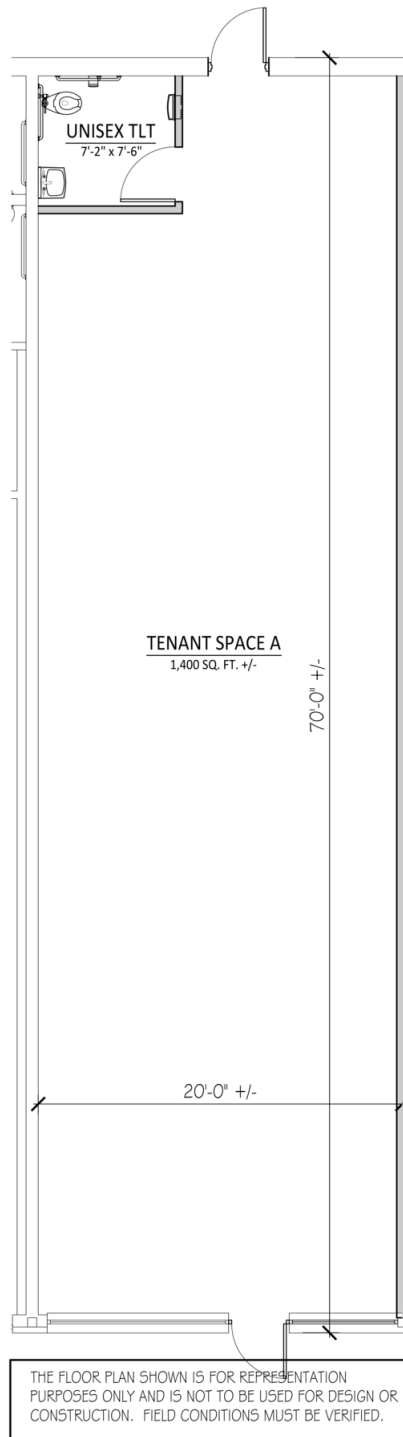 UNISEX TLT
7'-2" x 7'-6"
TENANT SPACE A
1,400 SQ. FT. +/-
70'-0" +/-
20'-0" +/-
THE FLOOR PLAN SHOWN IS FOR REPRESENTATION
PURPOSES ONLY AND IS NOT TO BE USED FOR DESIGN OR
CONSTRUCTION. FIELD CONDITIONS MUST BE VERIFIED.